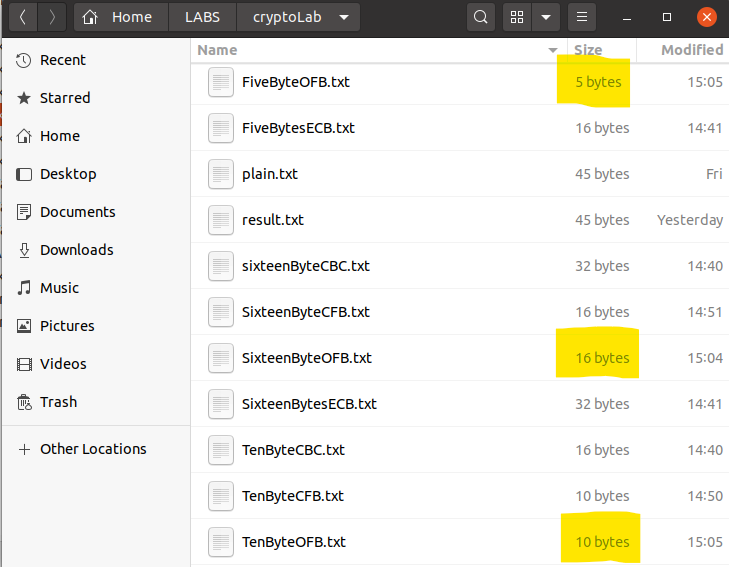 Home LABS cryptoLab
Name Size Modified
Recent
Starred
Home
Desktop
Documents
Downloads
Music
Pictures
Videos
Trash
Other Locations
FiveByteOFB.txt 5 bytes 15:05
FiveBytesECB.txt 16 bytes 14:41
plain.txt 45 bytes Fri
result.txt 45 bytes Yesterday
sixteenByteCBC.txt 32 bytes 14:40
SixteenByteCFB.txt 16 bytes 14:51
SixteenByteOFB.txt 16 bytes 15:04
SixteenBytesECB.txt 32 bytes 14:41
TenByteCBC.txt 16 bytes 14:40
TenByteCFB.txt 10 bytes 14:50
TenByteOFB.txt 10 bytes 15:05